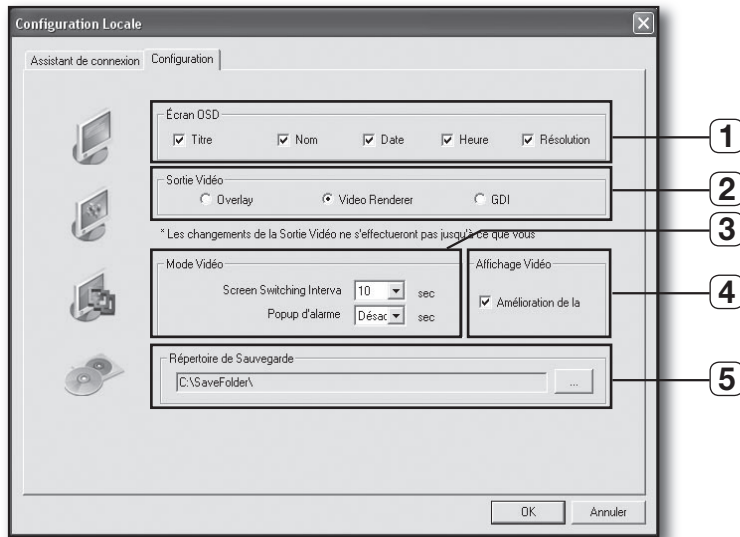 Configuration Locale
Assistant de connexion Configuration
Écran OSD
Titre Nom Date Heure Résolution
1
Sortie Vidéo
Overlay Video Renderer GDI
2
* Les changements de la Sortie Vidéo ne s'effectueront pas jusqu'à ce que vous
3
Mode Vidéo
Screen Switching Interva 10 sec
Popup d'alarme Désac sec
Affichage Vidéo
Amélioration de la
4
Répertoire de Sauvegarde
C:\SaveFolder\ ...
5
OK Annuler